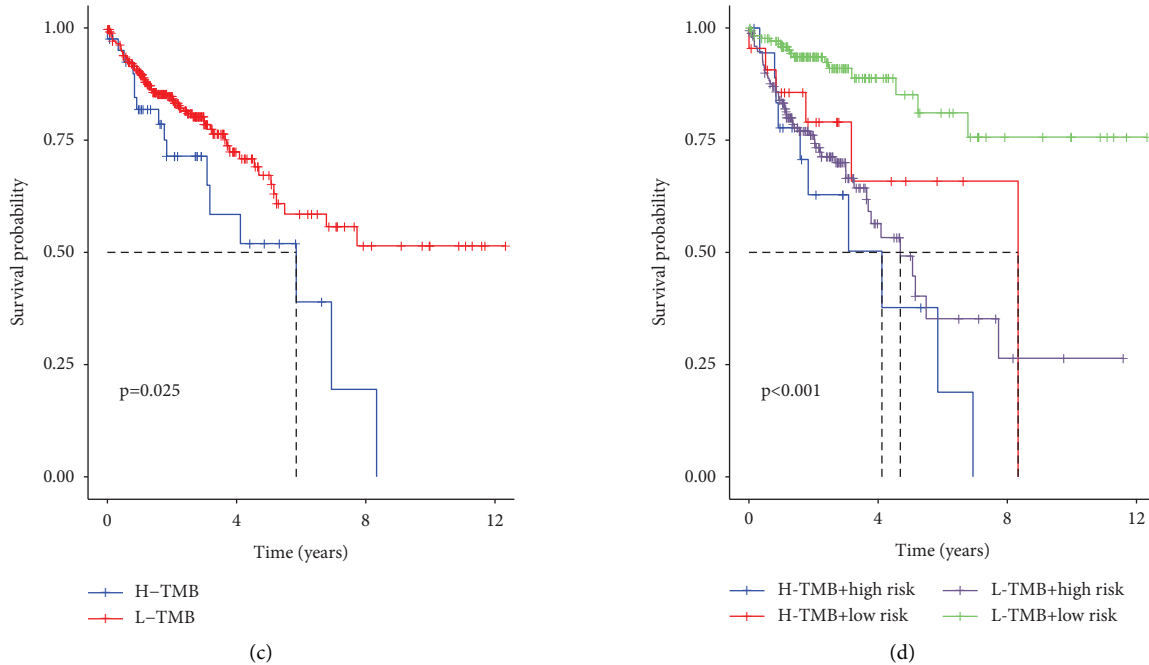 1.00
0.75
0.50
0.25
0.00
Survival probability
p=0.025
0
4
8
12
Time (years)
H−TMB
L−TMB
(c)
1.00
0.75
0.50
0.25
0.00
Survival probability
p<0.001
0
4
8
12
Time (years)
H-TMB+high risk
H-TMB+low risk
L-TMB+high risk
L-TMB+low risk
(d)